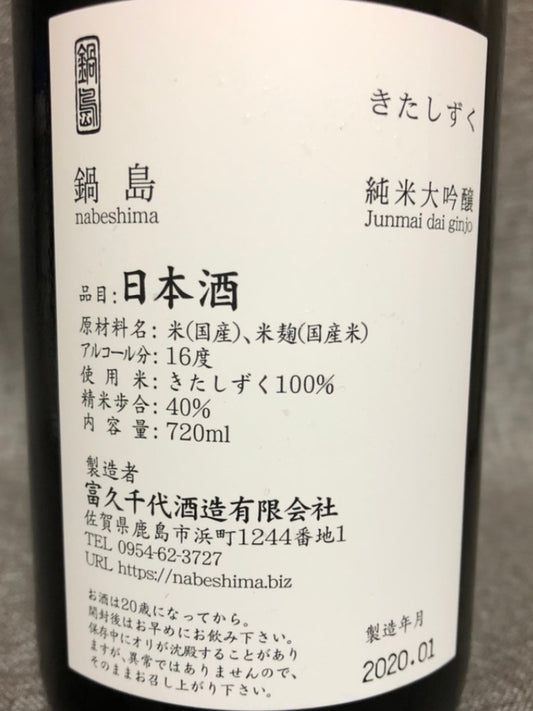 鍋島
きたしずく
鍋島
nabeshima
純米大吟醸
Junmai dai ginjo
品目:日本酒
原材料名:米(国産)、米麹(国産米)
アルコール分:16度
使用米:きたしずく100%
精米歩合:40%
内容量:720ml
製造者
富久千代酒造有限会社
佐賀県鹿島市浜町1244番地1
TEL 0954-62-3727
URL https://nabeshima.biz
お酒は20歳になってから。
開封後はお早めにお飲み下さい。
保存中にオリが沈殿することがあり
ますが、異常ではありませんので、
そのままお召し上がり下さい。
製造年月
2020.01